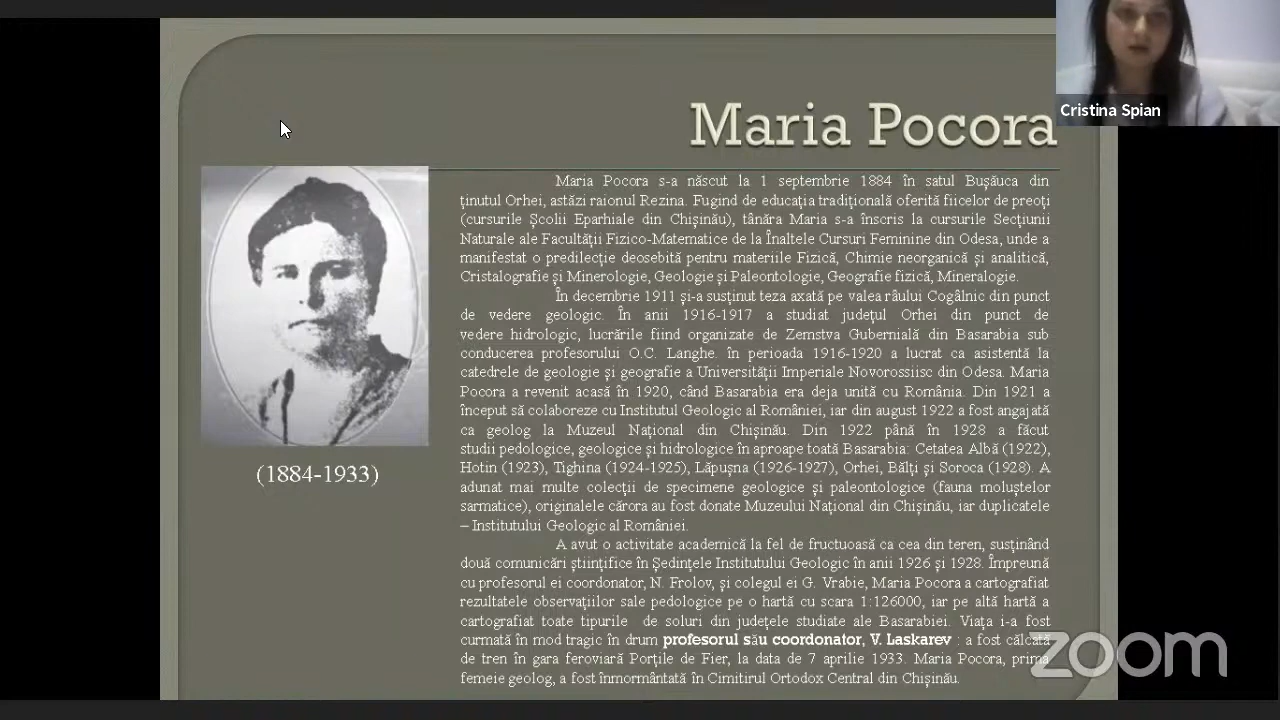 Cristina Spian
Maria Pocora
Maria Pocora s-a născut la 1 septembrie 1884 în satul Bușăuca din
ținutul Orhei, astăzi raionul Rezina. Fugind de educația tradițională oferită fiicelor de preoți
(cursurile Școlii Eparhiale din Chișinău), tânăra Maria s-a înscris la cursurile Secțiunii
Naturale ale Facultății Fizico-Matematice de la Înaltele Cursuri Feminine din Odesa, unde a
manifestat o predilecție deosebită pentru materiile Fizică, Chimie neorganică și analitică,
Cristalografie și Minerologie, Geologie și Paleontologie, Geografie fizică, Mineralogie.
În decembrie 1911 și-a susținut teza axată pe valea râului Cogâlnic din punct
de vedere geologic. În anii 1916-1917 a studiat județul Orhei din punct de
vedere hidrologic, lucrările fiind organizate de Zemstva Gubernială din Basarabia sub
conducerea profesorului O.C. Langhe. în perioada 1916-1920 a lucrat ca asistentă la
catedrele de geologie și geografie a Universității Imperiale Novorossiisc din Odesa. Maria
Pocora a revenit acasă în 1920, când Basarabia era deja unită cu România. Din 1921 a
început să colaboreze cu Institutul Geologic al României, iar din august 1922 a fost angajată
ca geolog la Muzeul Național din Chișinău. Din 1922 până în 1928 a făcut
studii pedologice, geologice și hidrologice în aproape toată Basarabia: Cetatea Albă (1922),
Hotin (1923), Tighina (1924-1925), Lăpușna (1926-1927), Orhei, Bălți și Soroca (1928). A
adunat mai multe colecții de specimene geologice și paleontologice (fauna moluștelor
sarmatice), originalele cărora au fost donate Muzeului Național din Chișinău, iar duplicatele
– Institutului Geologic al României.
A avut o activitate academică la fel de fructuoasă ca cea din teren, susținând
două comunicări științifice în Ședințele Institutului Geologic în anii 1926 și 1928. Împreună
cu profesorul ei coordonator, N. Frolov, și colegul ei G. Vrabie, Maria Pocora a cartografiat
rezultatele observațiilor sale pedologice pe o hartă cu scara 1:126000, iar pe altă hartă a
cartografiat toate tipurile de soluri din județele studiate ale Basarabiei. Viața i-a fost
curmată în mod tragic în drum profesorul său coordonator, V. Laskarev : a fost călcată
de tren în gara feroviară Porțile de Fier, la data de 7 aprilie 1933. Maria Pocora, prima
femeie geolog, a fost înmormântată în Cimitirul Ortodox Central din Chișinău.
(1884-1933)
zoom